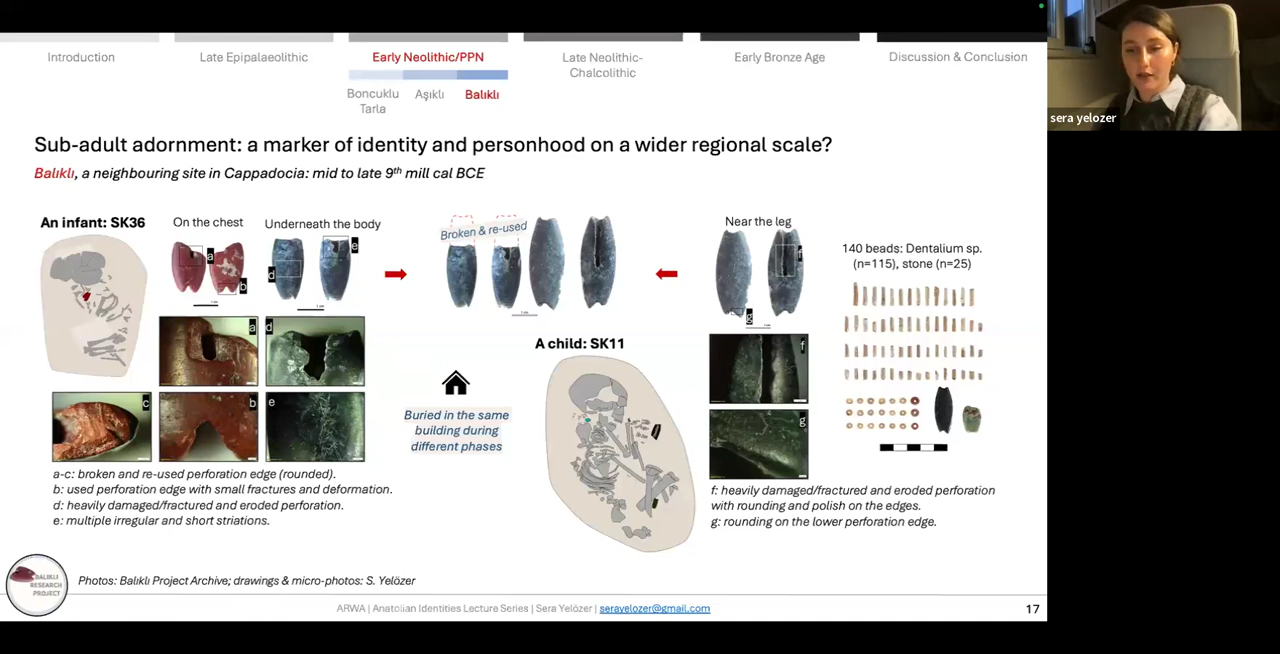 Introduction
Late Epipalaeolithic
Early Neolithic/PPN
Late Neolithic-
Chalcolithic
Early Bronze Age
Discussion & Conclusion
Boncuklu
Tarla
Aşıklı
Balıklı
sera yelozer
Sub-adult adornment: a marker of identity and personhood on a wider regional scale?
Balıklı, a neighbouring site in Cappadocia: mid to late 9th mill cal BCE
An infant: SK36
On the chest
Underneath the body
Broken & re-used
Near the leg
140 beads: Dentalium sp.
(n=115), stone (n=25)
a
b
d
e
f
g
a
d
c
b
e
f
g
A child: SK11
Buried in the same
building during
different phases
a-c: broken and re-used perforation edge (rounded).
b: used perforation edge with small fractures and deformation.
d: heavily damaged/fractured and eroded perforation.
e: multiple irregular and short striations.
f: heavily damaged/fractured and eroded perforation
with rounding and polish on the edges.
g: rounding on the lower perforation edge.
BALIKLI
RESEARCH
PROJECT
Photos: Balıklı Project Archive; drawings & micro-photos: S. Yelözer
ARWA | Anatolian Identities Lecture Series | Sera Yelözer | serayelozer@gmail.com
17